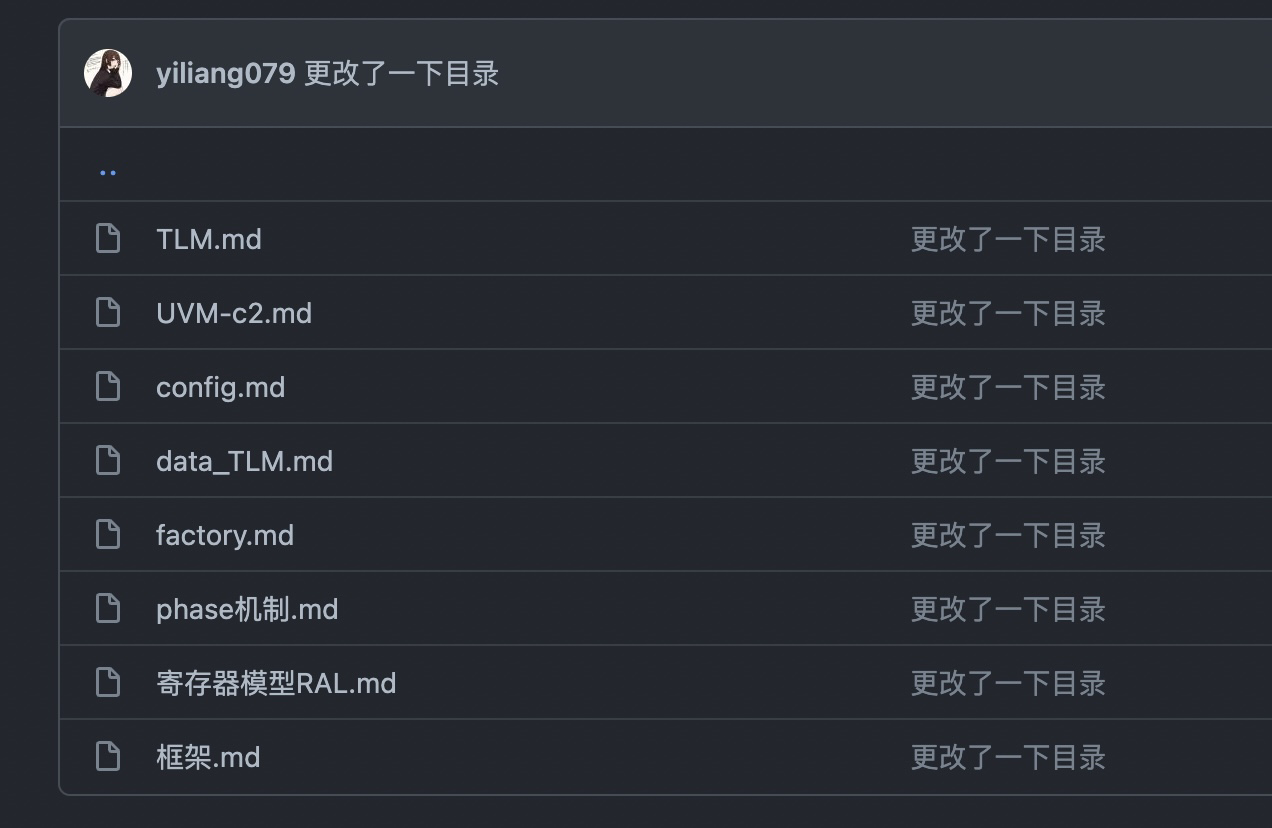 yiliang079 更改了一下目录
..
TLM.md 更改了一下目录
UVM-c2.md 更改了一下目录
config.md 更改了一下目录
data_TLM.md 更改了一下目录
factory.md 更改了一下目录
phase机制.md 更改了一下目录
寄存器模型RAL.md 更改了一下目录
框架.md 更改了一下目录